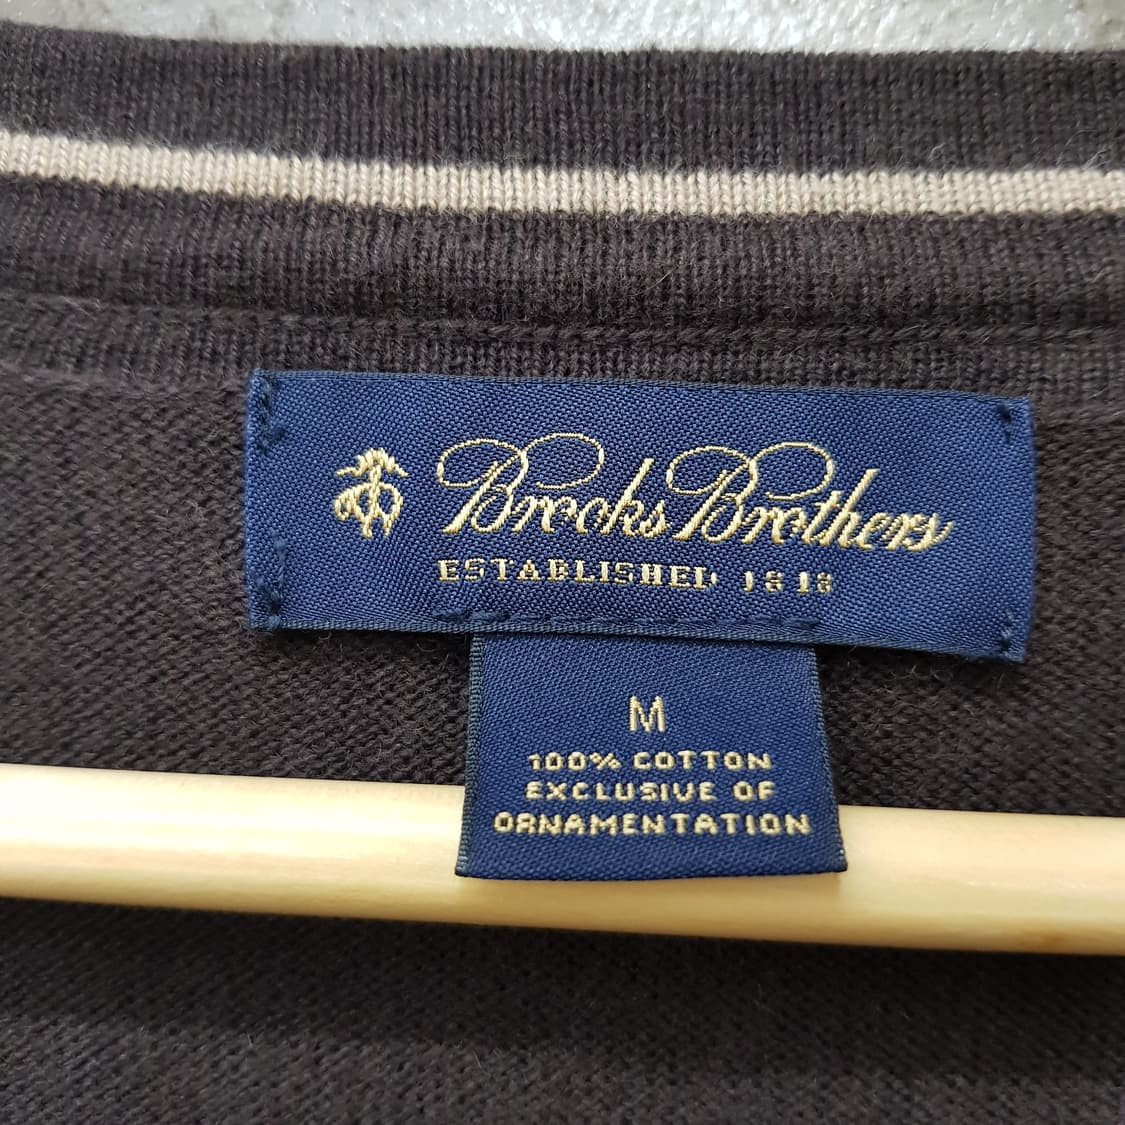 Brooks Brothers
ESTABLISHED 1818
M
100% COTTON
EXCLUSIVE OF
ORNAMENTATION